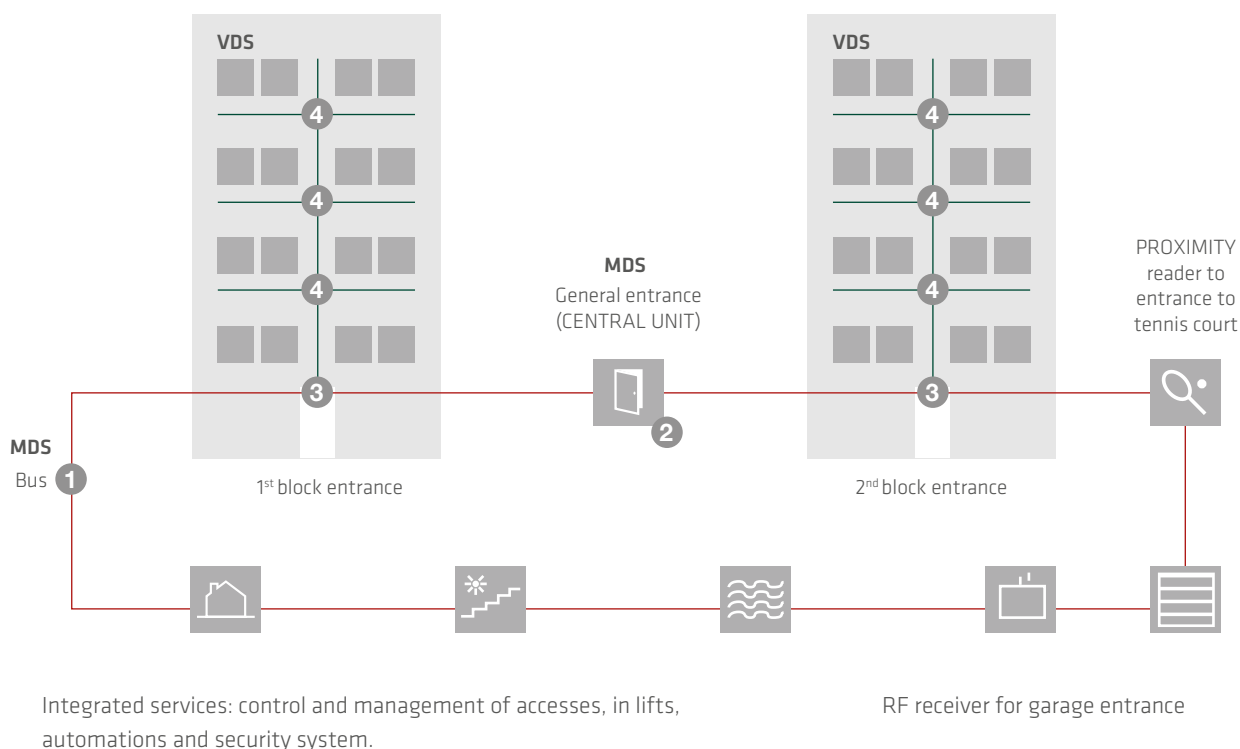 VDS
VDS
4
4
4
4
4
4
MDS
General entrance
(CENTRAL UNIT)
PROXIMITY
reader to
entrance to
tennis court
3
3
2
MDS
Bus
1
1st block entrance
2nd block entrance
Integrated services: control and management of accesses, in lifts,
automations and security system.
RF receiver for garage entrance